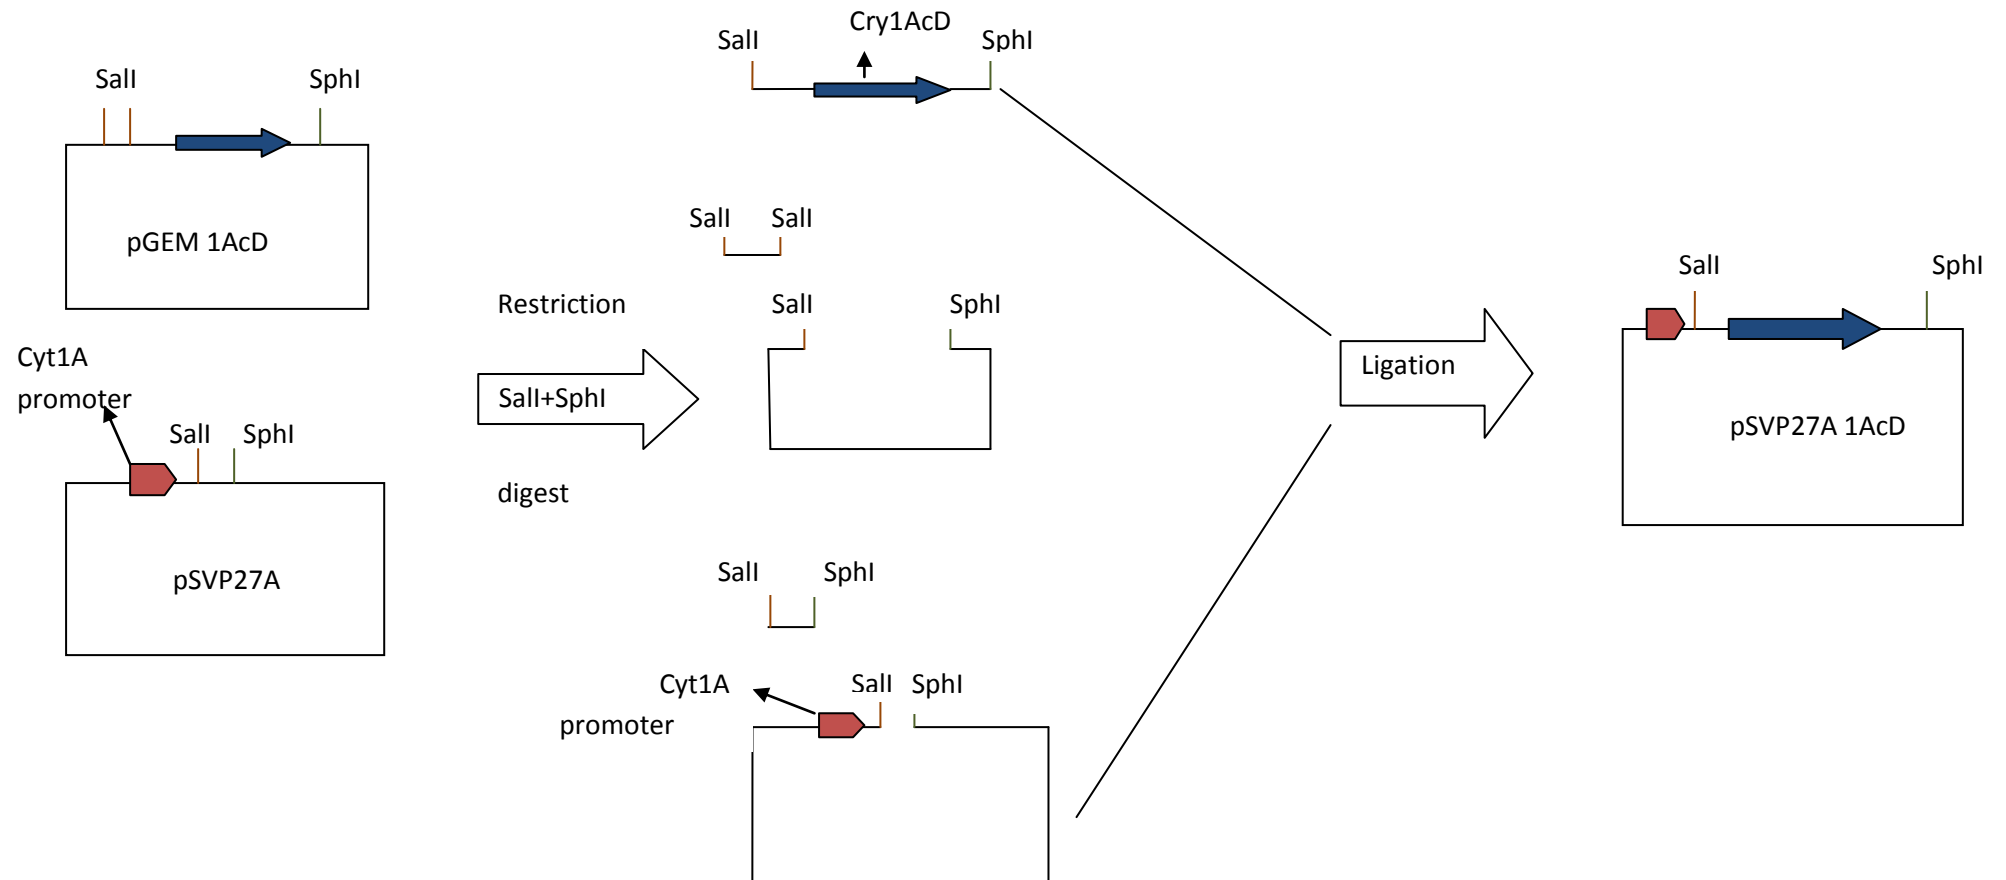 SalI
SphI
pGEM 1AcD
Cyt1A
promoter
SalI SphI
pSVP27A
Restriction
SalI+SphI
digest
Cry1AcD
SalI
SphI
SalI SalI
SalI
SphI
SalI
SphI
Cyt1A
promoter
SalI SphI
Ligation
SalI
SphI
pSVP27A 1AcD